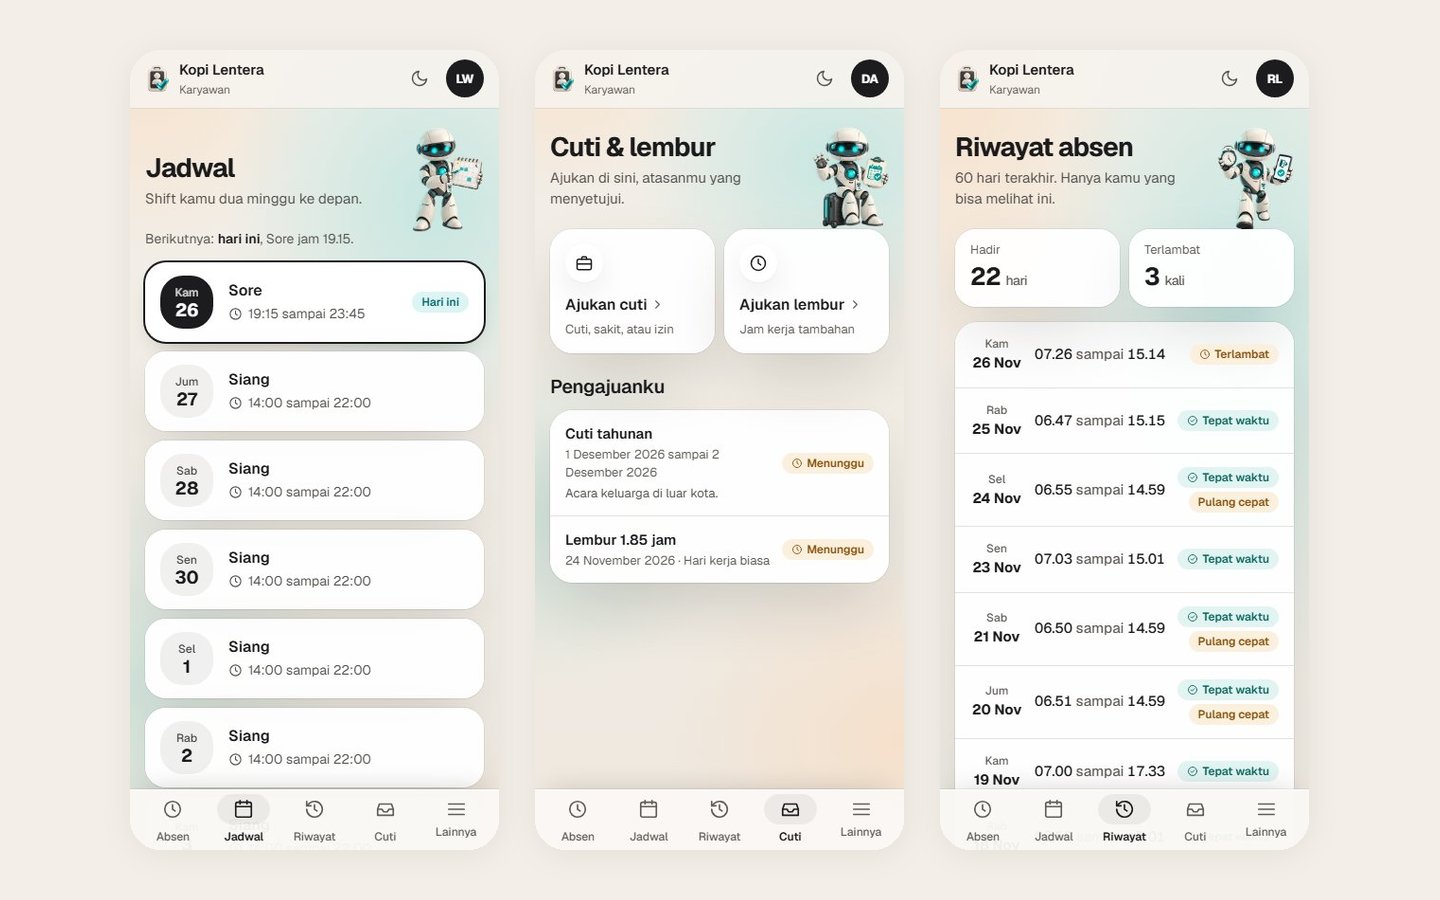 Kopi Lentera
Karyawan
LW
Jadwal
Shift kamu dua minggu ke depan.
Berikutnya: hari ini, Sore jam 19.15.
Kam
26
Sore
19:15 sampai 23:45
Hari ini
Jum
27
Siang
14:00 sampai 22:00
Sab
28
Siang
14:00 sampai 22:00
Sen
30
Siang
14:00 sampai 22:00
Sel
1
Siang
14:00 sampai 22:00
Rab
2
Siang
14:00 sampai 22:00
Absen
Jadwal
Riwayat
Cuti
Lainnya
Kopi Lentera
Karyawan
DA
Cuti & lembur
Ajukan di sini, atasanmu yang
menyetujui.
Ajukan cuti
Cuti, sakit, atau izin
Ajukan lembur
Jam kerja tambahan
Pengajuanku
Cuti tahunan
1 Desember 2026 sampai 2
Desember 2026
Acara keluarga di luar kota.
Menunggu
Lembur 1.85 jam
24 November 2026 · Hari kerja biasa
Menunggu
Absen
Jadwal
Riwayat
Cuti
Lainnya
Kopi Lentera
Karyawan
RL
Riwayat absen
60 hari terakhir. Hanya kamu yang
bisa melihat ini.
Hadir
22 hari
Terlambat
3 kali
Kam
26 Nov
07.26 sampai 15.14
Terlambat
Rab
25 Nov
06.47 sampai 15.15
Tepat waktu
Sel
24 Nov
06.55 sampai 14.59
Tepat waktu
Pulang cepat
Sen
23 Nov
07.03 sampai 15.01
Tepat waktu
Sab
21 Nov
06.50 sampai 14.59
Tepat waktu
Pulang cepat
Jum
20 Nov
06.51 sampai 14.59
Tepat waktu
Pulang cepat
Kam
19 Nov
07.00 sampai 17.33
Tepat waktu
Absen
Jadwal
Riwayat
Cuti
Lainnya